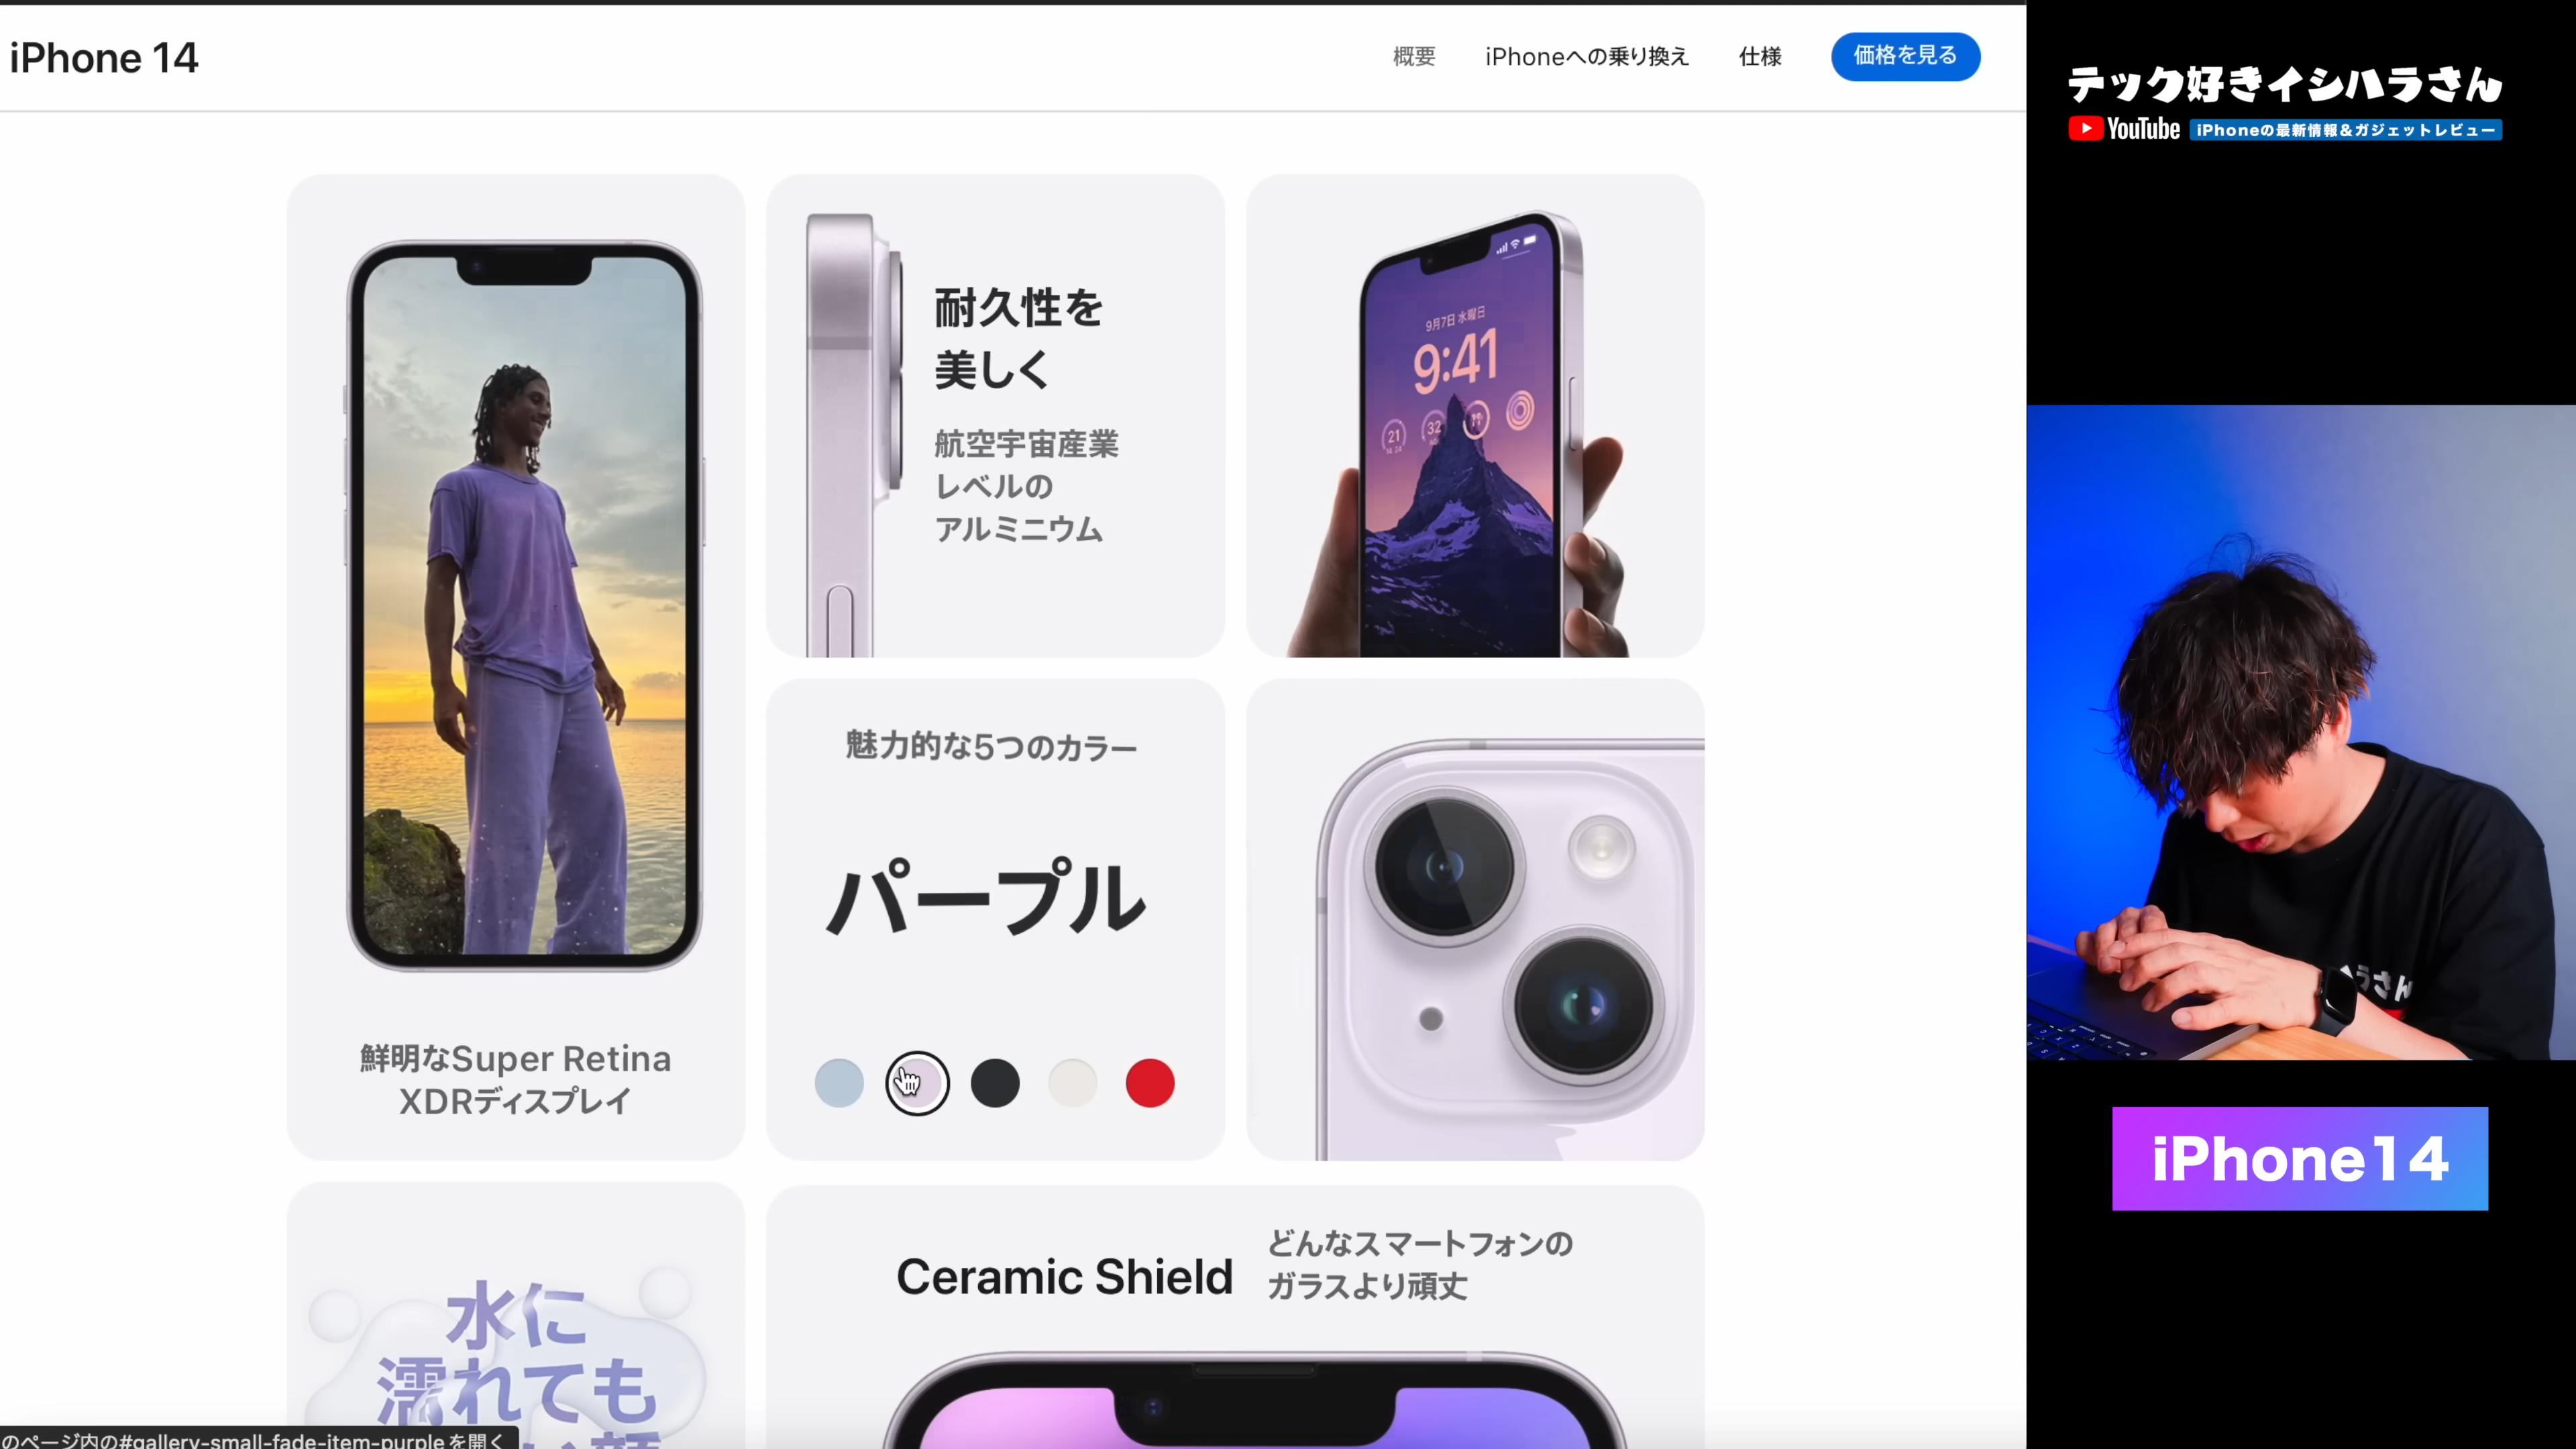 iPhone 14
概要
iPhoneへの乗り換え
仕様
価格を見る
テック好きイシハラさん
YouTube
iPhoneの最新情報&ガジェットレビュー
耐久性を
美しく
航空宇宙産業
レベルの
アルミニウム
9月7日 水曜日
9:41
21
32
魅力的な5つのカラー
パープル
鮮明なSuper Retina
XDRディスプレイ
水に
濡れても
Ceramic Shield
どんなスマートフォンの
ガラスより頑丈
のページ内の#gallery-small-fade-item-purple を開く
うさん
iPhone14